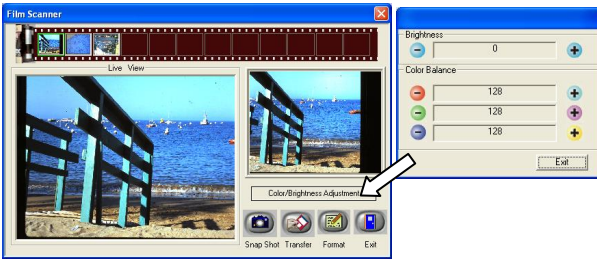 Film Scanner
Live View
Color/Brightness Adjustment
Snap Shot Transfer Format Exit
Brightness
0
Color Balance
128
128
128
Exit